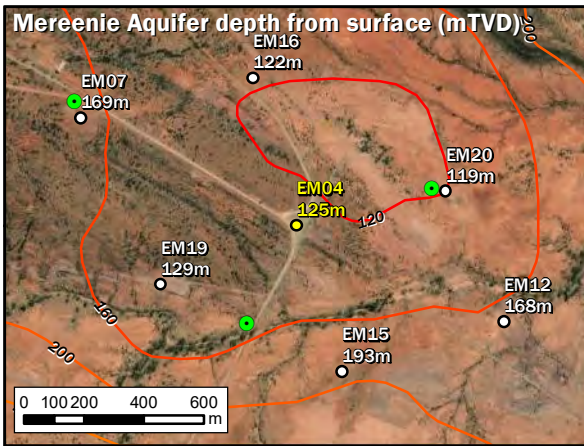 Mereenie Aquifer depth from surface (mTVD)
200
EM16
122m
EM07
169m
EM20
119m
EM04
125m
120
EM19
129m
EM12
168m
160
EM15
193m
200
0 100 200 400 600
m